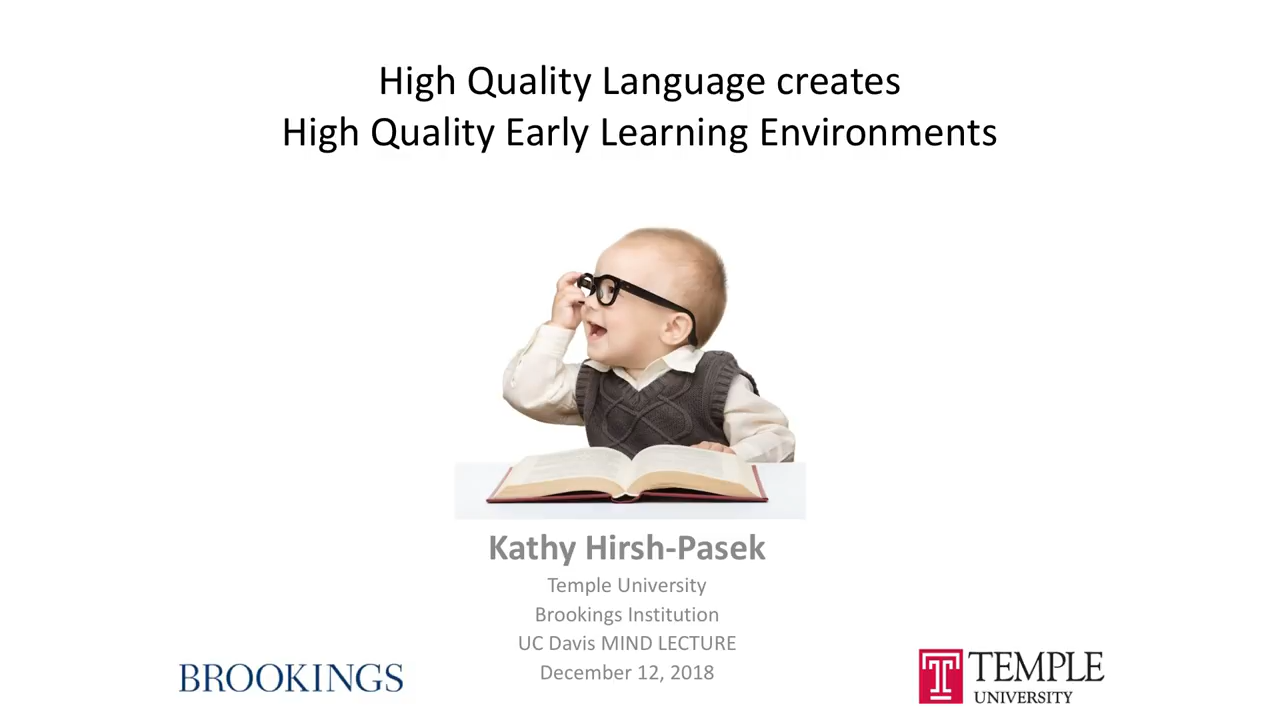 High Quality Language creates
High Quality Early Learning Environments
Kathy Hirsh-Pasek
Temple University
Brookings Institution
UC Davis MIND LECTURE
December 12, 2018
BROOKINGS
TEMPLE
UNIVERSITY